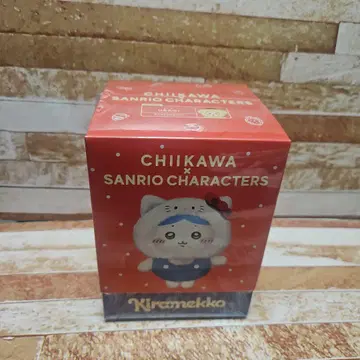 CHIIKAWA
×
SANRIO CHARACTERS
CHIIKAWA
×
SANRIO CHARACTERS
Kiramekko